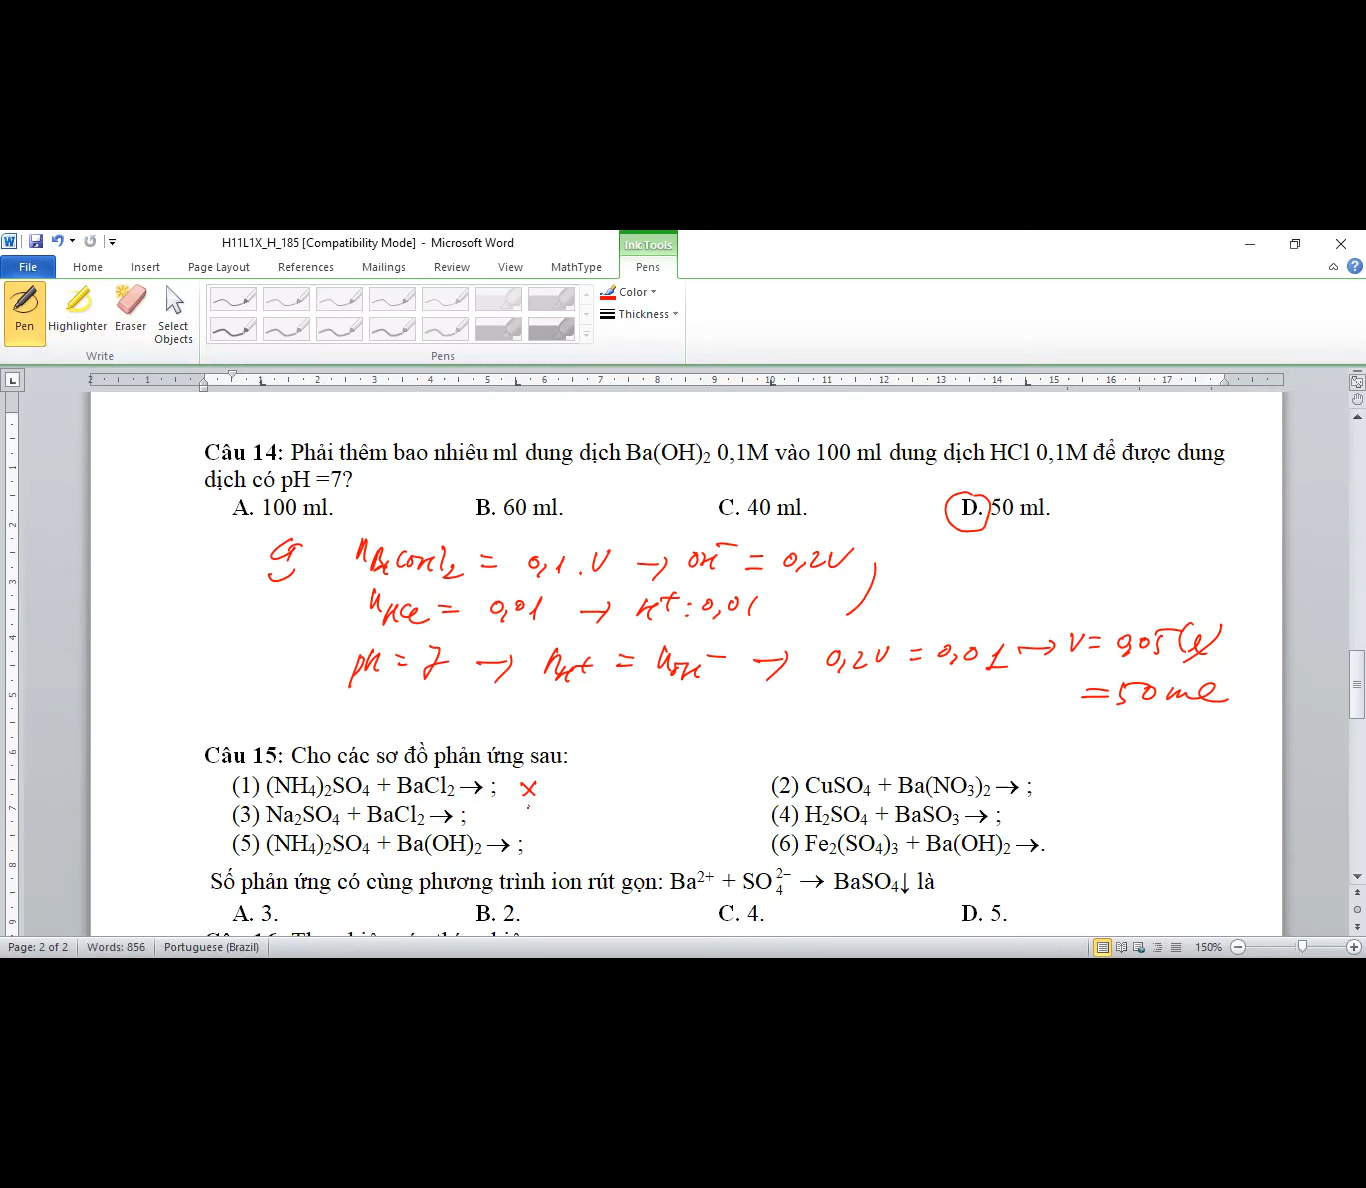 H11L1X_H_185 [Compatibility Mode] - Microsoft Word
Ink Tools
File Home Insert Page Layout References Mailings Review View MathType Pens
Pen Highlighter Eraser Select Objects
Color
Thickness
Write Pens
Câu 14: Phải thêm bao nhiêu ml dung dịch Ba(OH)₂ 0,1M vào 100 ml dung dịch HCl 0,1M để được dung
dịch có pH =7?
A. 100 ml. B. 60 ml. C. 40 ml. D. 50 ml.
n Ba(OH)₂ = 0,1 . V → OH⁻ = 0,2V
n HCl = 0,01 → H⁺ : 0,01
pH = 7 → n H⁺ = n OH⁻ → 0,2V = 0,01 → V = 0,05 (l)
= 50 ml
Câu 15: Cho các sơ đồ phản ứng sau:
(1) (NH₄)₂SO₄ + BaCl₂ → ; x (2) CuSO₄ + Ba(NO₃)₂ → ;
(3) Na₂SO₄ + BaCl₂ → ; (4) H₂SO₄ + BaSO₃ → ;
(5) (NH₄)₂SO₄ + Ba(OH)₂ → ; (6) Fe₂(SO₄)₃ + Ba(OH)₂ →.
Số phản ứng có cùng phương trình ion rút gọn: Ba²⁺ + SO₄²⁻ → BaSO₄↓ là
A. 3. B. 2. C. 4. D. 5.
Page: 2 of 2 Words: 856 Portuguese (Brazil) 150%